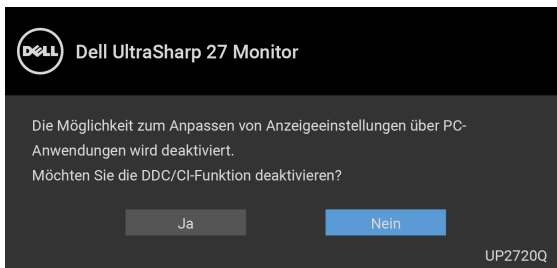 DELL
Dell UltraSharp 27 Monitor
Die Möglichkeit zum Anpassen von Anzeigeeinstellungen über PC-
Anwendungen wird deaktiviert.
Möchten Sie die DDC/CI-Funktion deaktivieren?
Ja
Nein
UP2720Q